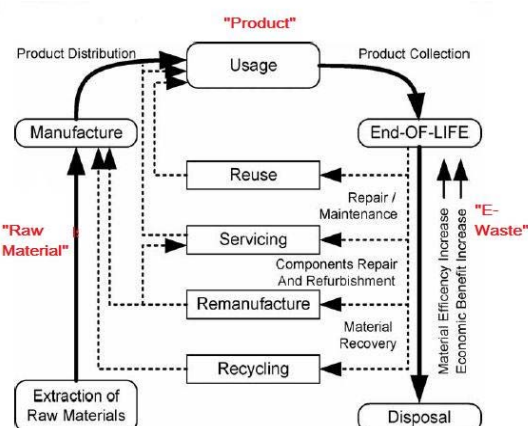 "Product"
Product Distribution
Usage
Product Collection
Manufacture
End-OF-LIFE
Reuse
Repair /
Maintenance
"Raw
Material"
"E-
Waste"
Servicing
Components Repair
And Refurbishment
Material Efficency Increase
Economic Benefit Increase
Remanufacture
Material
Recovery
Recycling
Extraction of
Raw Materials
Disposal